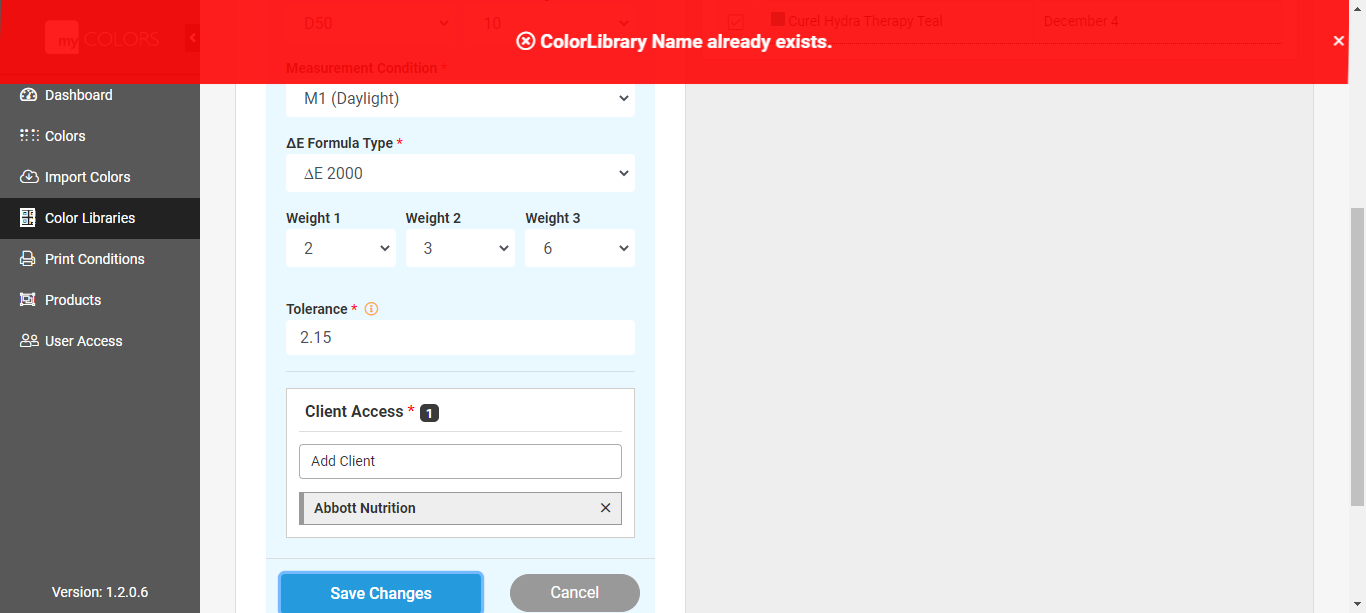 D50
10
Curel Hydra Therapy Teal
December 4
myCOLORS
ColorLibrary Name already exists.
Measurement Condition *
M1 (Daylight)
Dashboard
Colors
Import Colors
Color Libraries
Print Conditions
Products
User Access
Version: 1.2.0.6
ΔE Formula Type *
ΔE 2000
Weight 1
Weight 2
Weight 3
2
3
6
Tolerance *
2.15
Client Access * 1
Add Client
Abbott Nutrition
Save Changes
Cancel